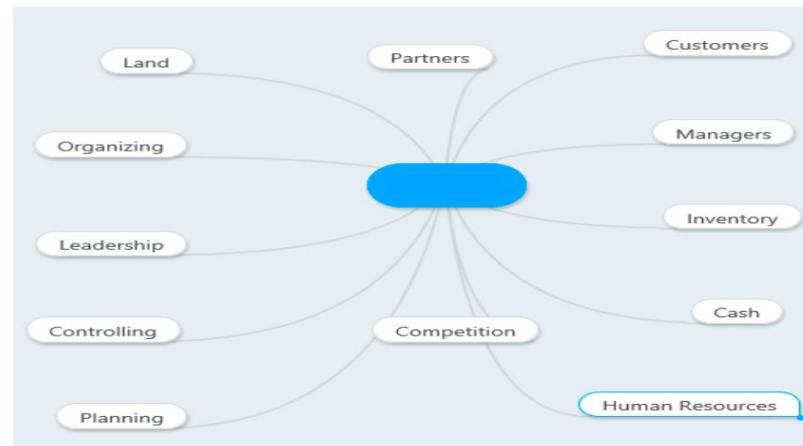 Land
Partners
Customers
Organizing
Managers
Leadership
Inventory
Controlling
Competition
Cash
Planning
Human Resources